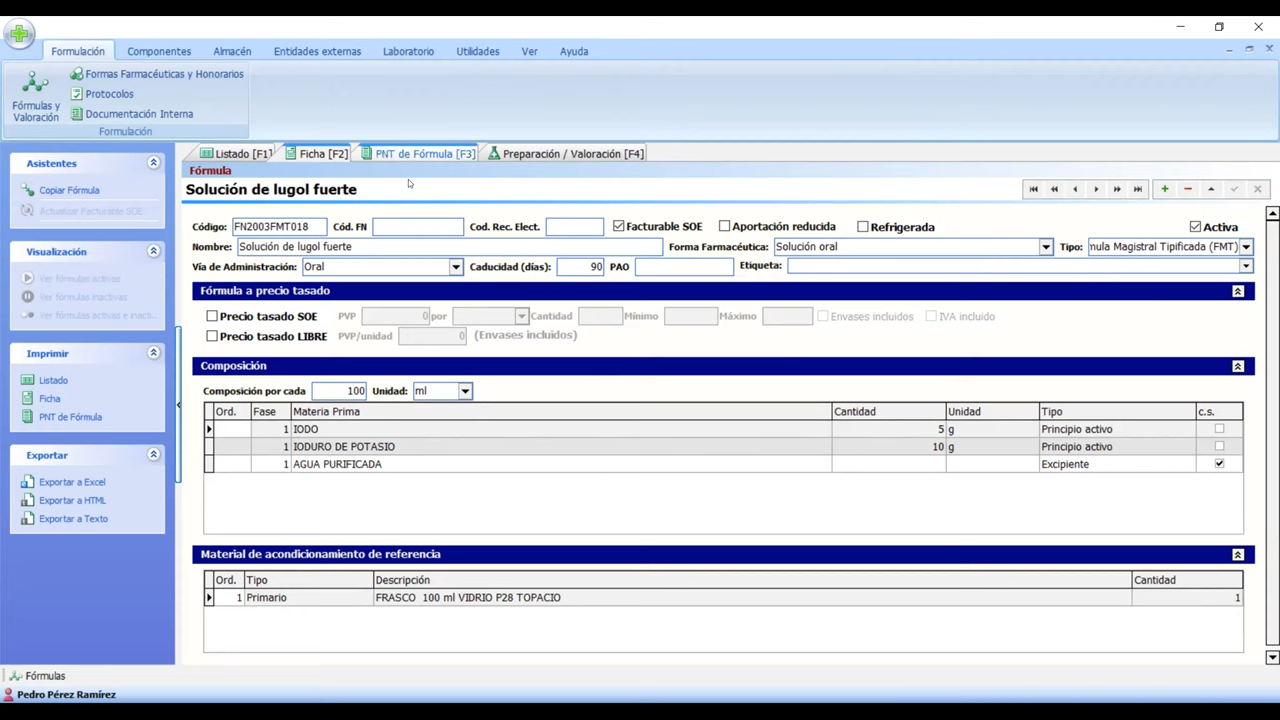 Formulación Componentes Almacén Entidades externas Laboratorio Utilidades Ver Ayuda
Fórmulas y Valoración
Formas Farmacéuticas y Honorarios
Protocolos
Documentación Interna
Formulación
Asistentes
Copiar Fórmula
Actualizar Facturable SOE
Visualización
Ver fórmulas activas
Ver fórmulas inactivas
Ver fórmulas activas e inacti...
Imprimir
Listado
Ficha
PNT de Fórmula
Exportar
Exportar a Excel
Exportar a HTML
Exportar a Texto
Listado [F1] Ficha [F2] PNT de Fórmula [F3] Preparación / Valoración [F4]
Fórmula
Solución de lugol fuerte
Código: FN2003FMT018 Cód. FN Cod. Rec. Elect. Facturable SOE Aportación reducida Refrigerada Activa
Nombre: Solución de lugol fuerte Forma Farmacéutica: Solución oral Tipo: nula Magistral Tipificada (FMT)
Vía de Administración: Oral Caducidad (días): 90 PAO Etiqueta:
Fórmula a precio tasado
Precio tasado SOE PVP 0 por Cantidad Mínimo Máximo Envases incluidos IVA incluido
Precio tasado LIBRE PVP/unidad 0 (Envases incluidos)
Composición
Composición por cada 100 Unidad: ml
Ord. Fase Materia Prima Cantidad Unidad Tipo c.s.
1 IODO 5 g Principio activo
1 IODURO DE POTASIO 10 g Principio activo
1 AGUA PURIFICADA Excipiente
Material de acondicionamiento de referencia
Ord. Tipo Descripción Cantidad
1 Primario FRASCO 100 ml VIDRIO P28 TOPACIO 1
Fórmulas
Pedro Pérez Ramírez